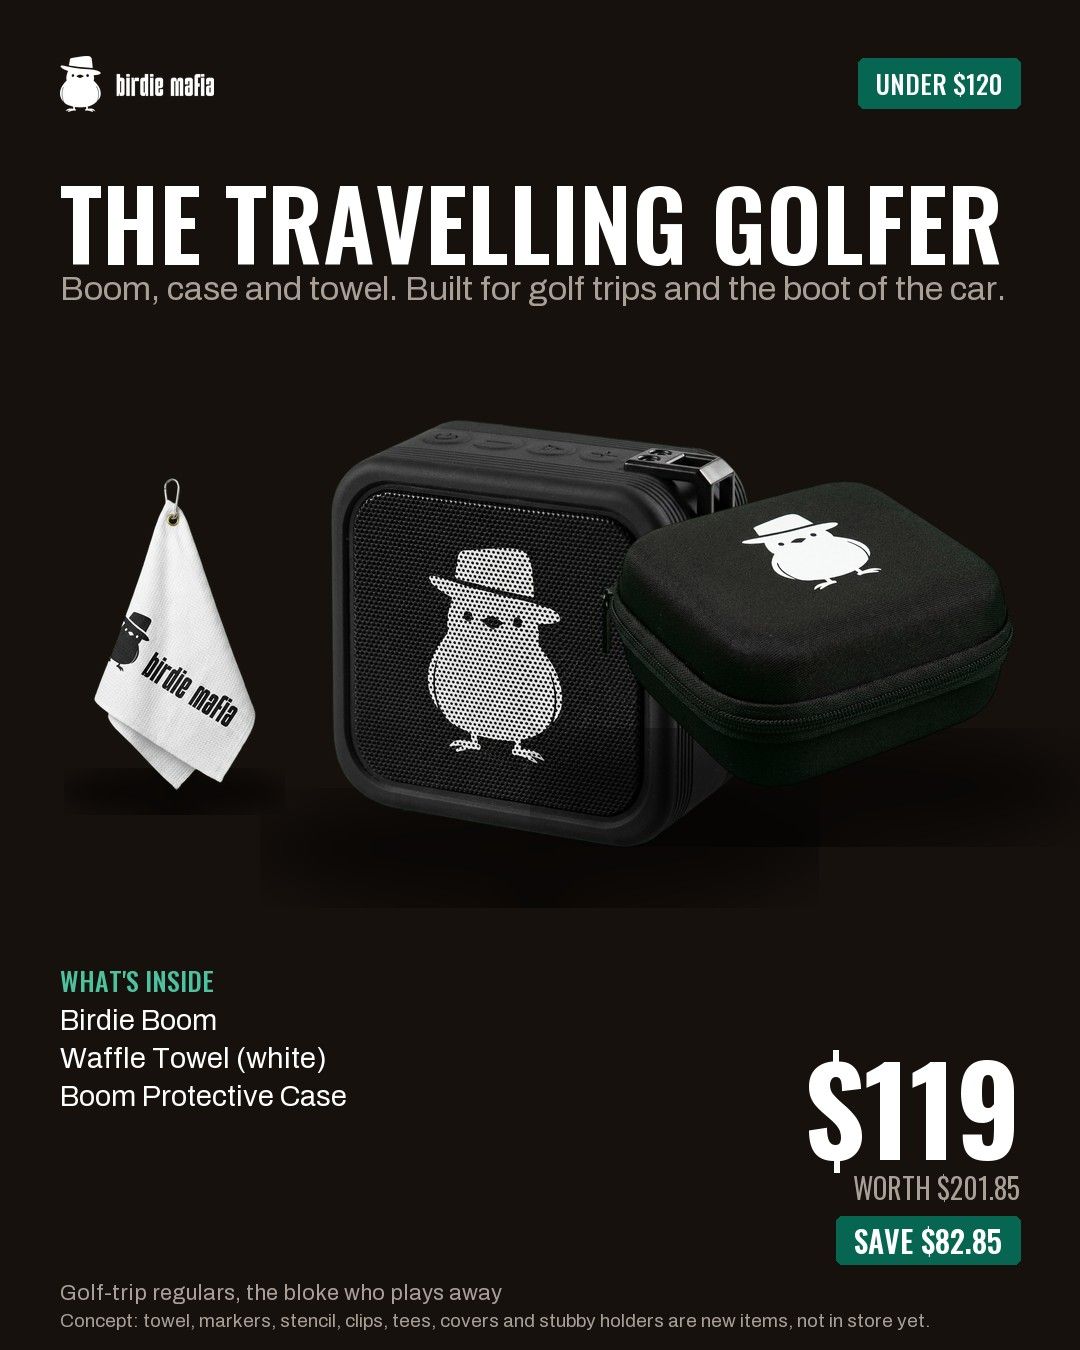 birdie mafia
UNDER $120
THE TRAVELLING GOLFER
Boom, case and towel. Built for golf trips and the boot of the car.
birdie mafia
WHAT'S INSIDE
Birdie Boom
Waffle Towel (white)
Boom Protective Case
$119
WORTH $201.85
SAVE $82.85
Golf-trip regulars, the bloke who plays away
Concept: towel, markers, stencil, clips, tees, covers and stubby holders are new items, not in store yet.